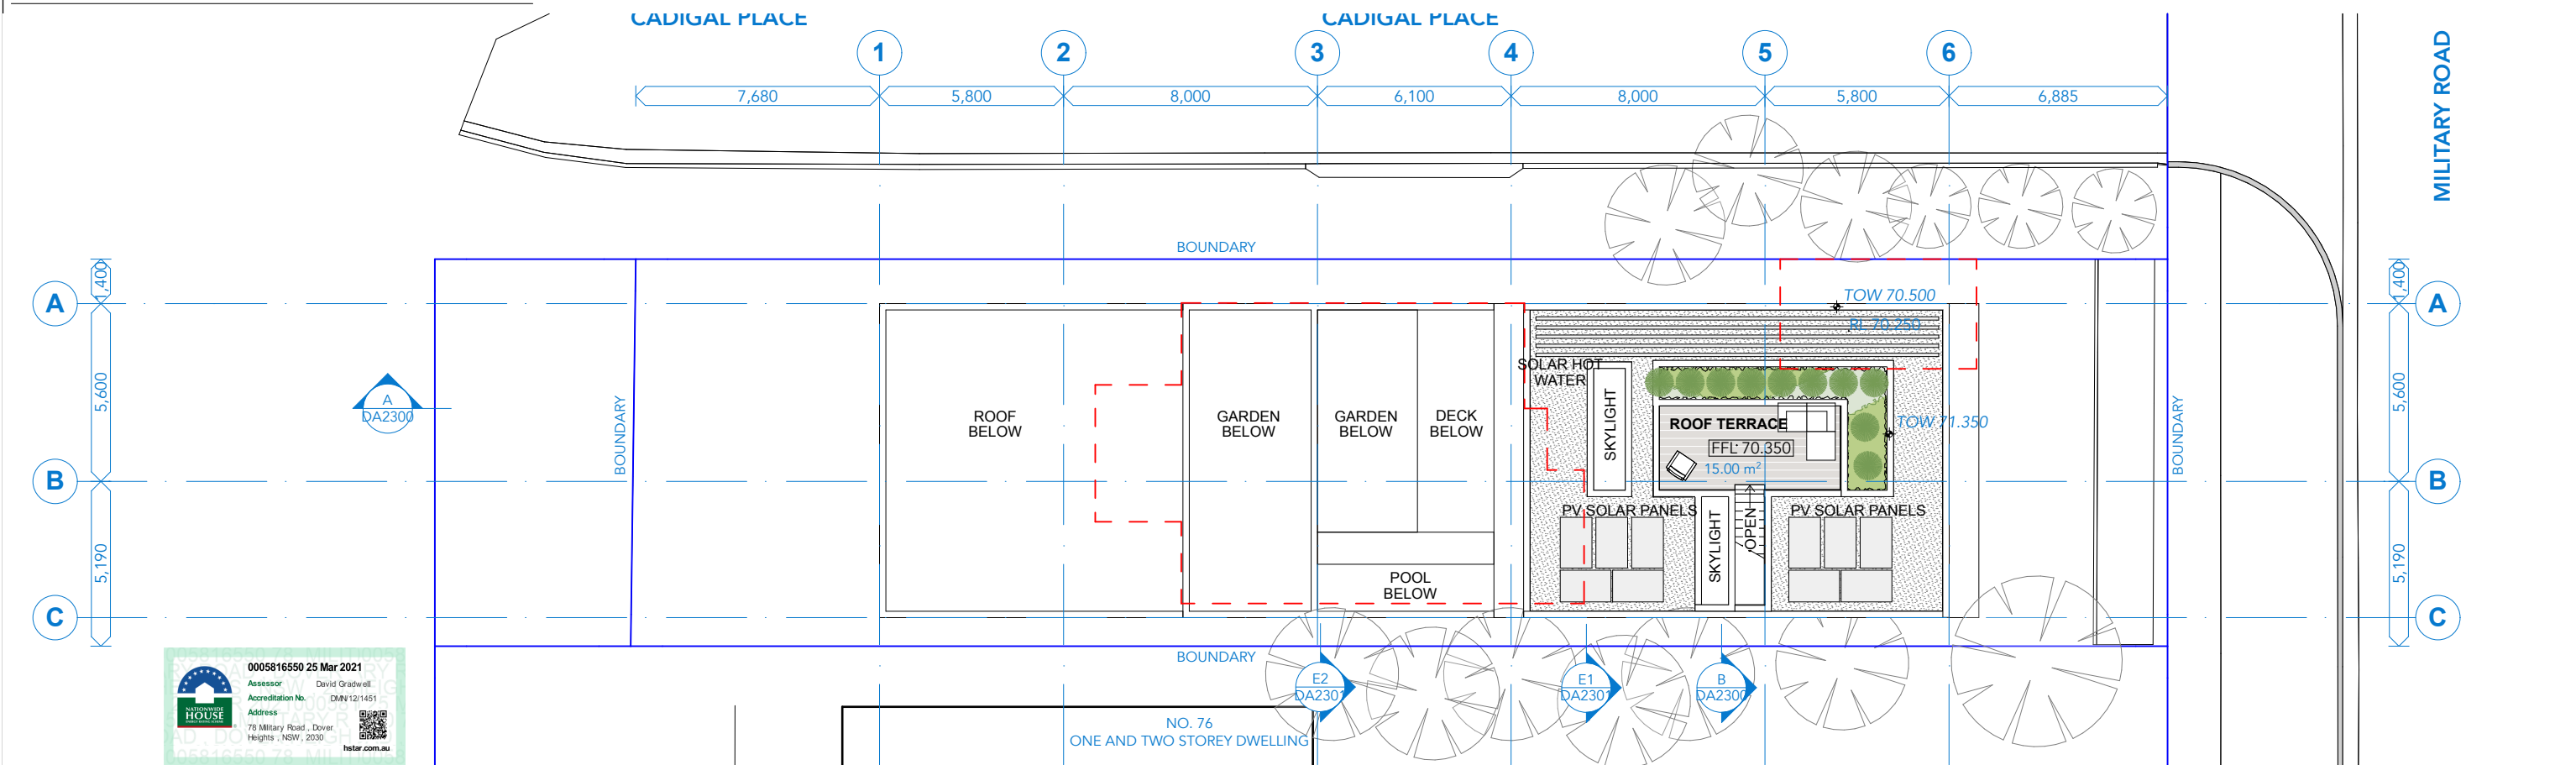 CADIGAL PLACE
CADIGAL PLACE
MILITARY ROAD
1
2
3
4
5
6
7,680
5,800
8,000
6,100
8,000
5,800
6,885
BOUNDARY
1,400
1,400
A
A
TOW 70.500
RL 70.250
A
DA2300
5,600
5,600
BOUNDARY
BOUNDARY
ROOF
BELOW
GARDEN
BELOW
GARDEN
BELOW
DECK
BELOW
SOLAR HOT
WATER
SKYLIGHT
ROOF TERRACE
FFL 70.350
15.00 m²
TOW 71.350
B
B
PV SOLAR PANELS
PV SOLAR PANELS
SKYLIGHT
OPEN
5,190
5,190
POOL
BELOW
C
C
BOUNDARY
E2
DA2301
E1
DA2301
B
DA2300
NO. 76
ONE AND TWO STOREY DWELLING
0005816550 25 Mar 2021
Assessor David Gradwell
Accreditation No. DMN/12/1451
Address
78 Military Road , Dover
Heights , NSW , 2030
hstar.com.au
NATIONWIDE
HOUSE